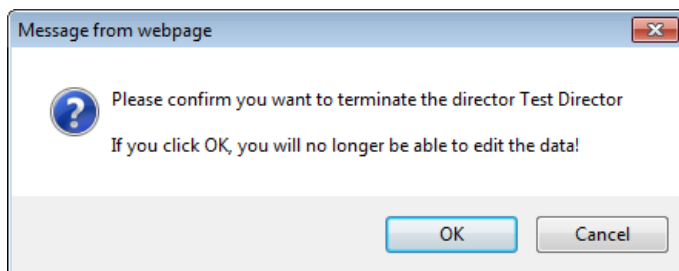 Message from webpage
Please confirm you want to terminate the director Test Director
If you click OK, you will no longer be able to edit the data!
OK
Cancel